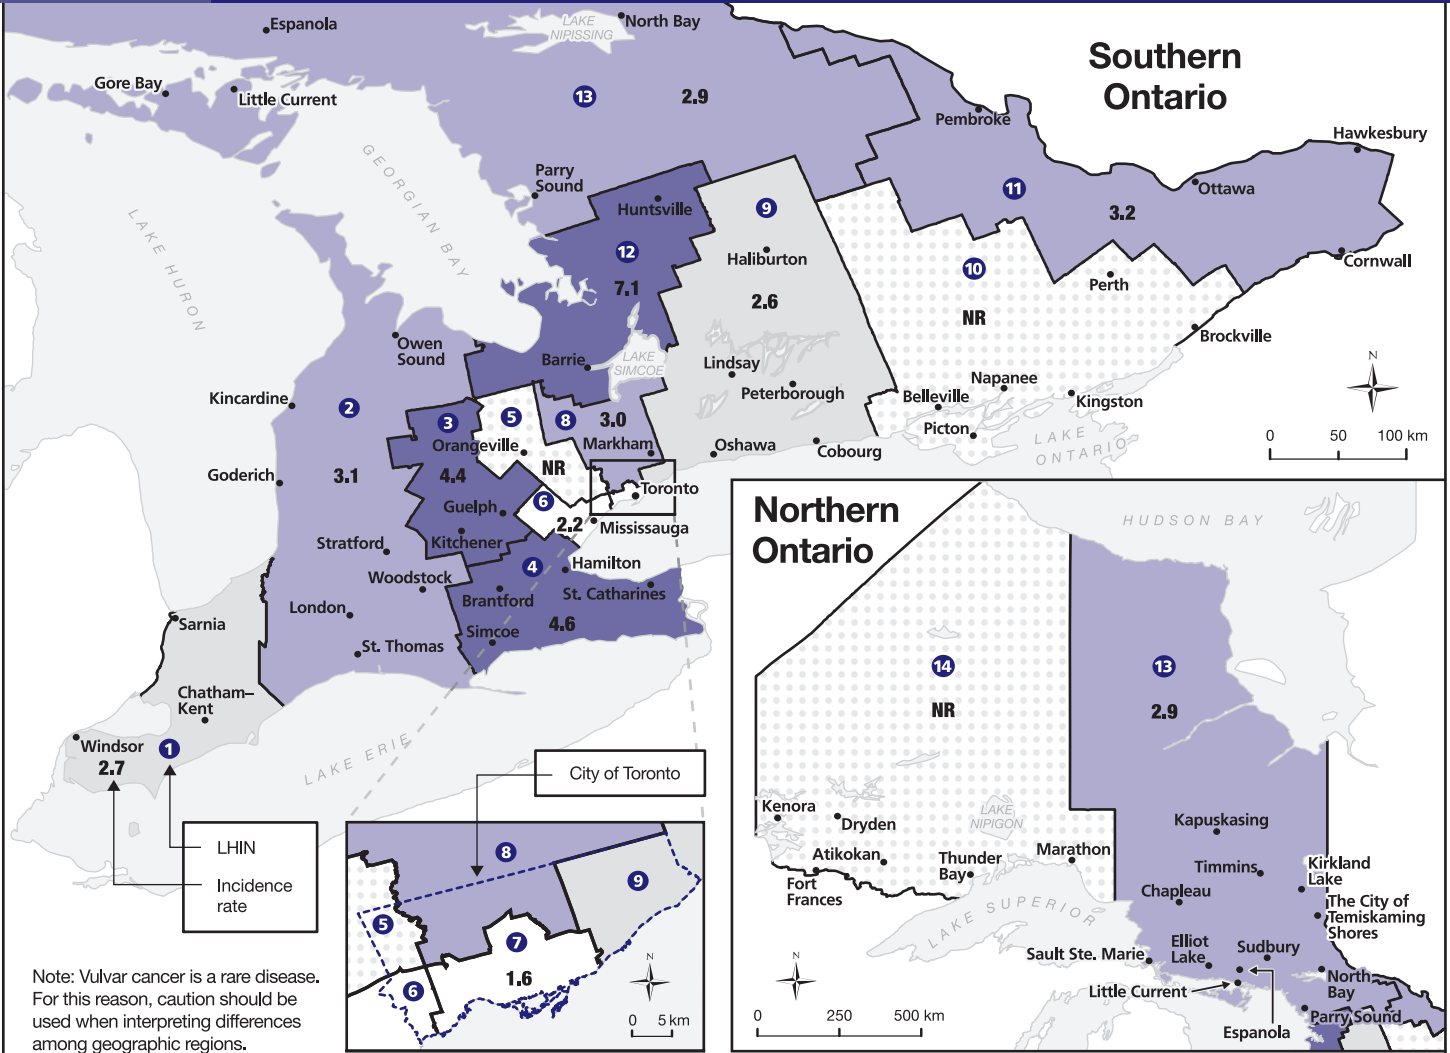 Southern
Ontario
Espanola
LAKE
NIPISSING
North Bay
Gore Bay
Little Current
13
2.9
Pembroke
Hawkesbury
GEORGIAN BAY
Parry
Sound
Huntsville
9
11
Ottawa
3.2
LAKE HURON
12
7.1
Haliburton
2.6
10
NR
Perth
Cornwall
Brockville
Owen
Sound
Barrie
LAKE
SIMCOE
Lindsay
Peterborough
Napanee
Belleville
Kingston
Picton
LAKE
ONTARIO
N
0 50 100 km
Kincardine
2
3
5
8
3.0
Orangeville
Markham
Oshawa
Cobourg
Goderich
3.1
4.4
NR
Toronto
Guelph
6
2.2
Mississauga
Kitchener
Stratford
4
Hamilton
Woodstock
Brantford
St. Catharines
London
4.6
Simcoe
Sarnia
St. Thomas
Chatham–
Kent
Windsor
1
2.7
LAKE ERIE
LHIN
Incidence
rate
City of Toronto
8
9
5
7
1.6
6
N
0 5 km
Note: Vulvar cancer is a rare disease.
For this reason, caution should be
used when interpreting differences
among geographic regions.
Northern
Ontario
HUDSON BAY
14
NR
13
2.9
Kenora
Dryden
LAKE
NIPIGON
Atikokan
Thunder
Bay
Marathon
Fort
Frances
LAKE SUPERIOR
Kapuskasing
Timmins
Kirkland
Lake
Chapleau
The City of
Temiskaming
Shores
Sault Ste. Marie
Elliot
Lake
Sudbury
North
Bay
Little Current
Parry Sound
Espanola
N
0 250 500 km